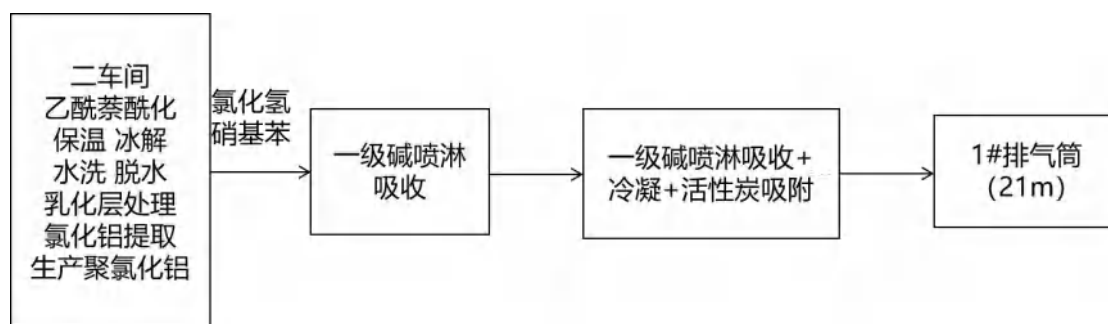 二车间
乙酰萘酰化
保温 冰解
水洗 脱水
乳化层处理
氯化铝提取
生产聚氯化铝
氯化氢
硝基苯
一级碱喷淋
吸收
一级碱喷淋吸收+
冷凝+活性炭吸附
1#排气筒
(21m)